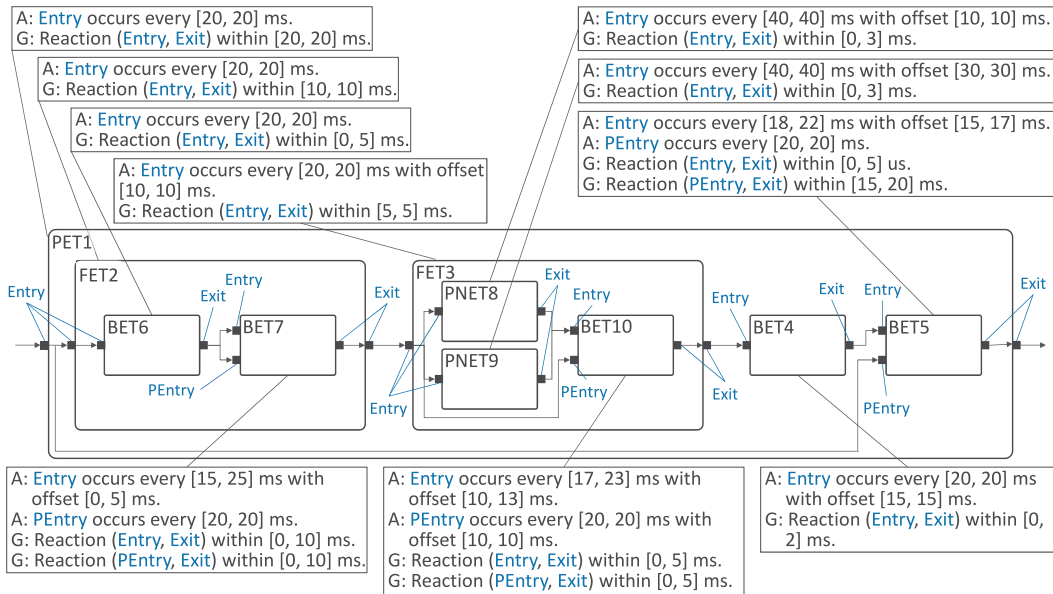 A: Entry occurs every [20, 20] ms.
G: Reaction (Entry, Exit) within [20, 20] ms.
A: Entry occurs every [20, 20] ms.
G: Reaction (Entry, Exit) within [10, 10] ms.
A: Entry occurs every [20, 20] ms.
G: Reaction (Entry, Exit) within [0, 5] ms.
A: Entry occurs every [20, 20] ms with offset
[10, 10] ms.
G: Reaction (Entry, Exit) within [5, 5] ms.
A: Entry occurs every [40, 40] ms with offset [10, 10] ms.
G: Reaction (Entry, Exit) within [0, 3] ms.
A: Entry occurs every [40, 40] ms with offset [30, 30] ms.
G: Reaction (Entry, Exit) within [0, 3] ms.
A: Entry occurs every [18, 22] ms with offset [15, 17] ms.
A: PEntry occurs every [20, 20] ms.
G: Reaction (Entry, Exit) within [0, 5] us.
G: Reaction (PEntry, Exit) within [15, 20] ms.
PET1
FET2
Entry
BET6
Exit
Entry
BET7
PEntry
Exit
FET3
PNET8
PNET9
Entry
Exit
Entry
BET10
PEntry
Exit
Entry
BET4
Exit
Entry
BET5
PEntry
Exit
A: Entry occurs every [15, 25] ms with
offset [0, 5] ms.
A: PEntry occurs every [20, 20] ms.
G: Reaction (Entry, Exit) within [0, 10] ms.
G: Reaction (PEntry, Exit) within [0, 10] ms.
A: Entry occurs every [17, 23] ms with
offset [10, 13] ms.
A: PEntry occurs every [20, 20] ms with
offset [10, 10] ms.
G: Reaction (Entry, Exit) within [0, 5] ms.
G: Reaction (PEntry, Exit) within [0, 5] ms.
A: Entry occurs every [20, 20] ms
with offset [15, 15] ms.
G: Reaction (Entry, Exit) within [0,
2] ms.